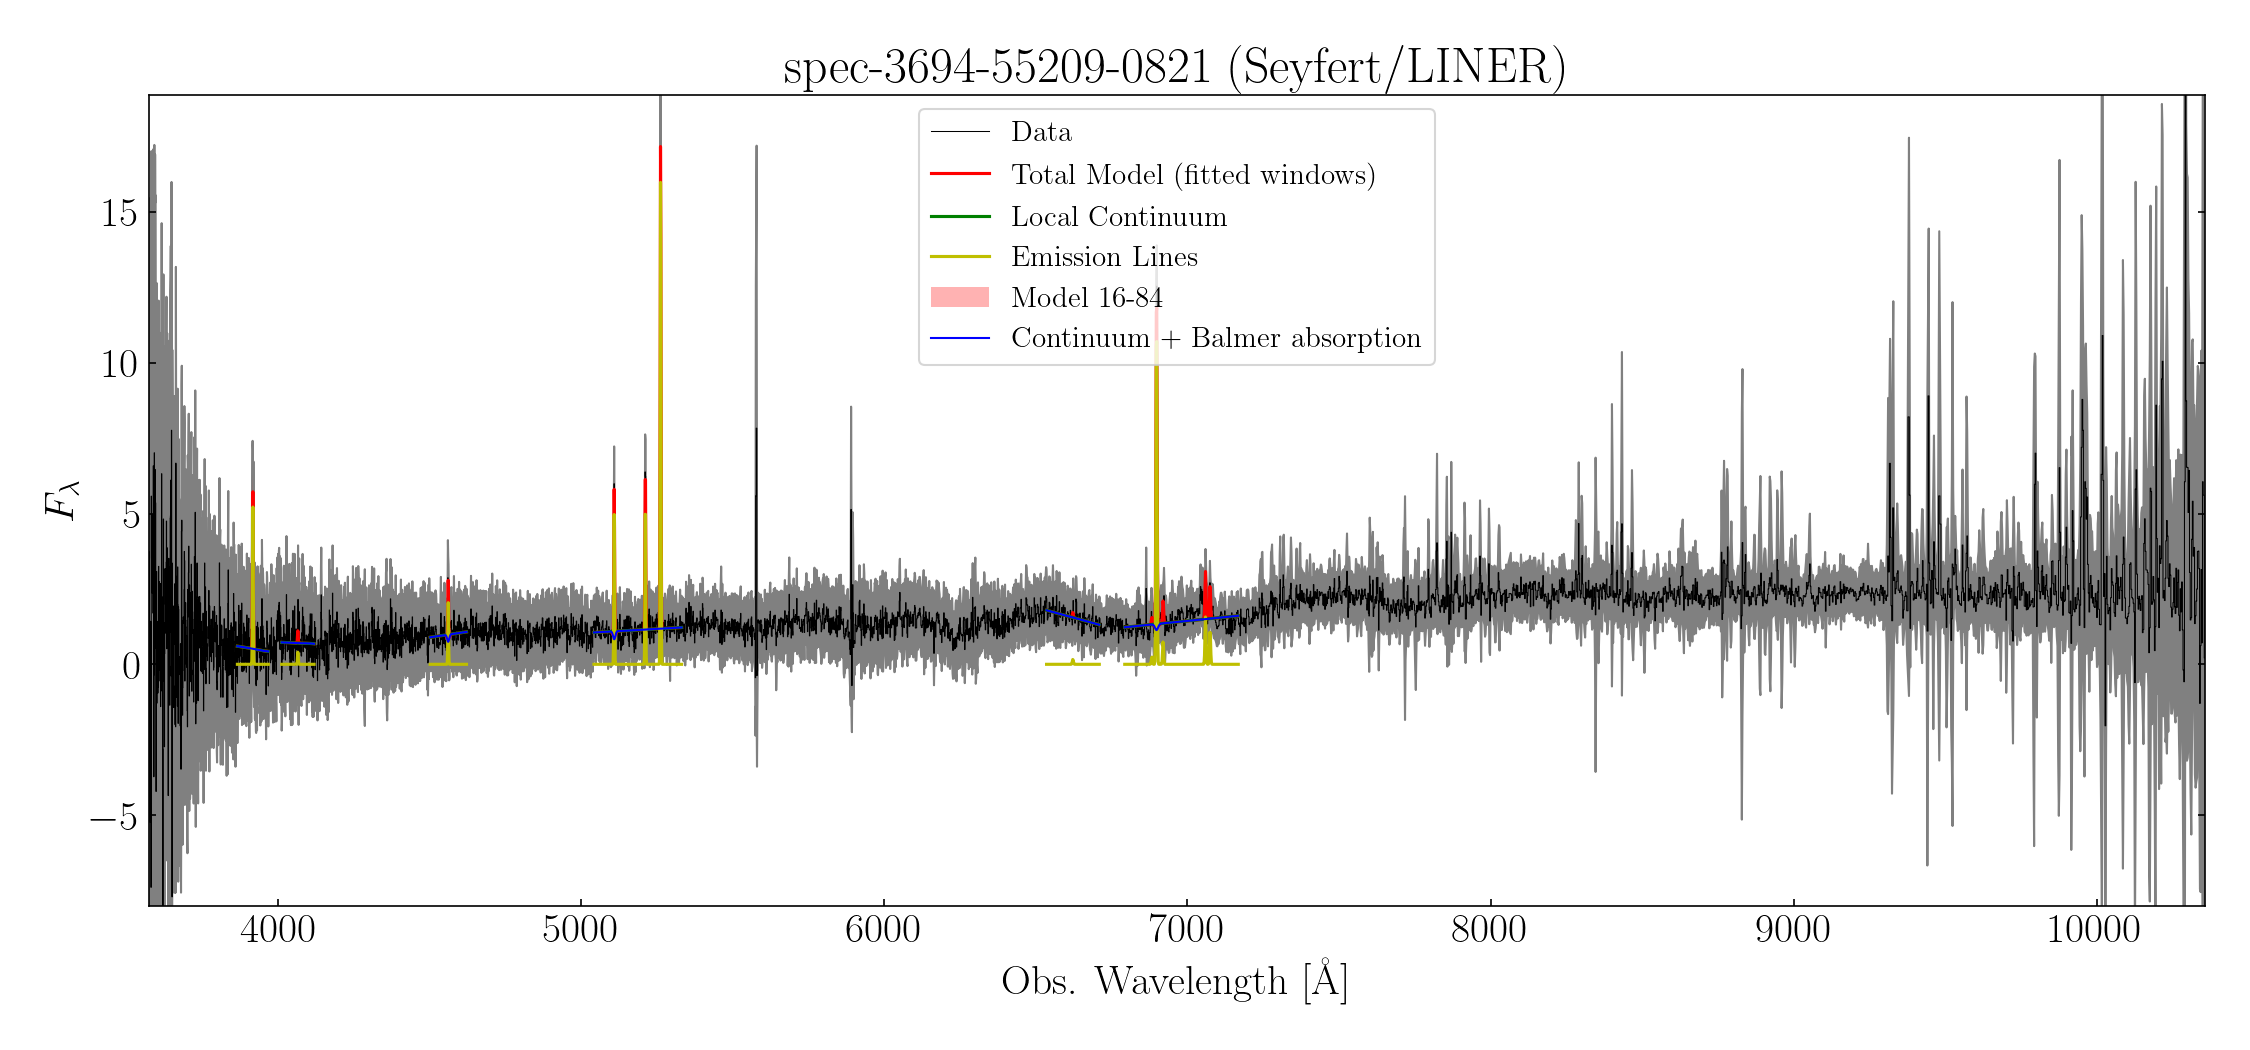 spec-3694-55209-0821 (Seyfert/LINER)
Data
Total Model (fitted windows)
Local Continuum
Emission Lines
Model 16-84
Continuum + Balmer absorption
15
10
5
0
−5
F_λ
4000 5000 6000 7000 8000 9000 10000
Obs. Wavelength [Å]